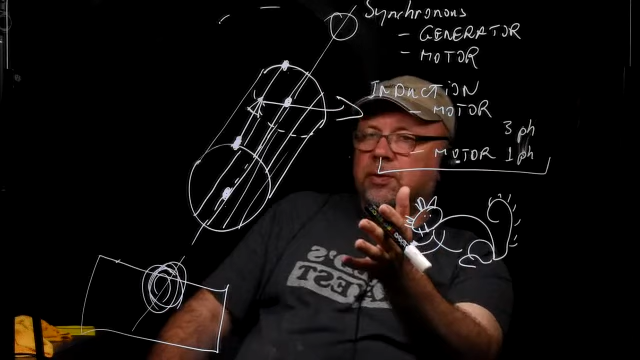 Synchronous
- GENERATOR
- MOTOR
INDUCTION
- MOTOR
3 ph
- MOTOR 1 ph